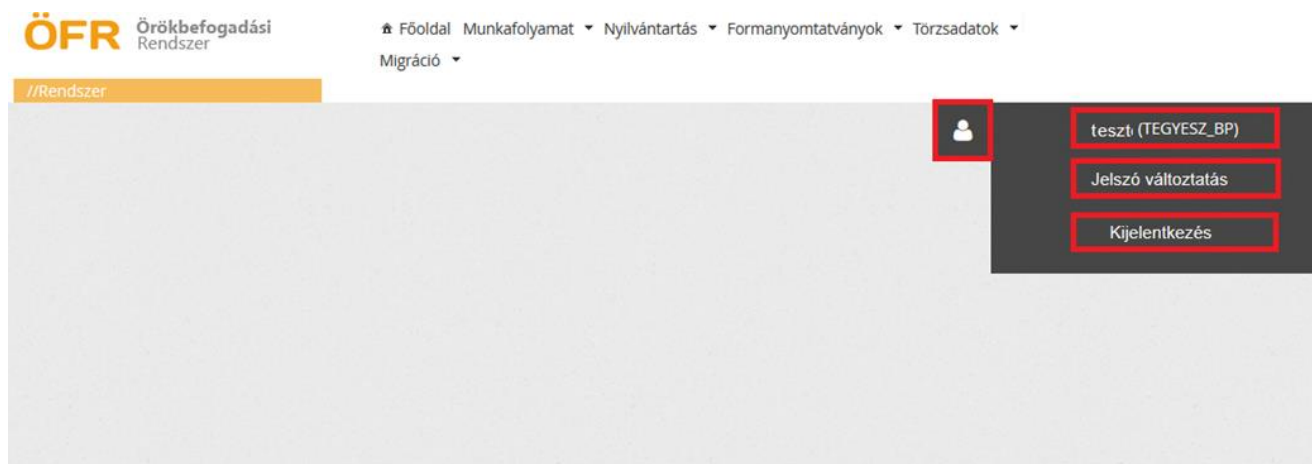 ÖFR Örökbefogadási
Rendszer
Főoldal Munkafolyamat Nyilvántartás Formanyomtatványok Törzsadatok
Migráció
//Rendszer
teszt (TEGYESZ_BP)
Jelszó változtatás
Kijelentkezés